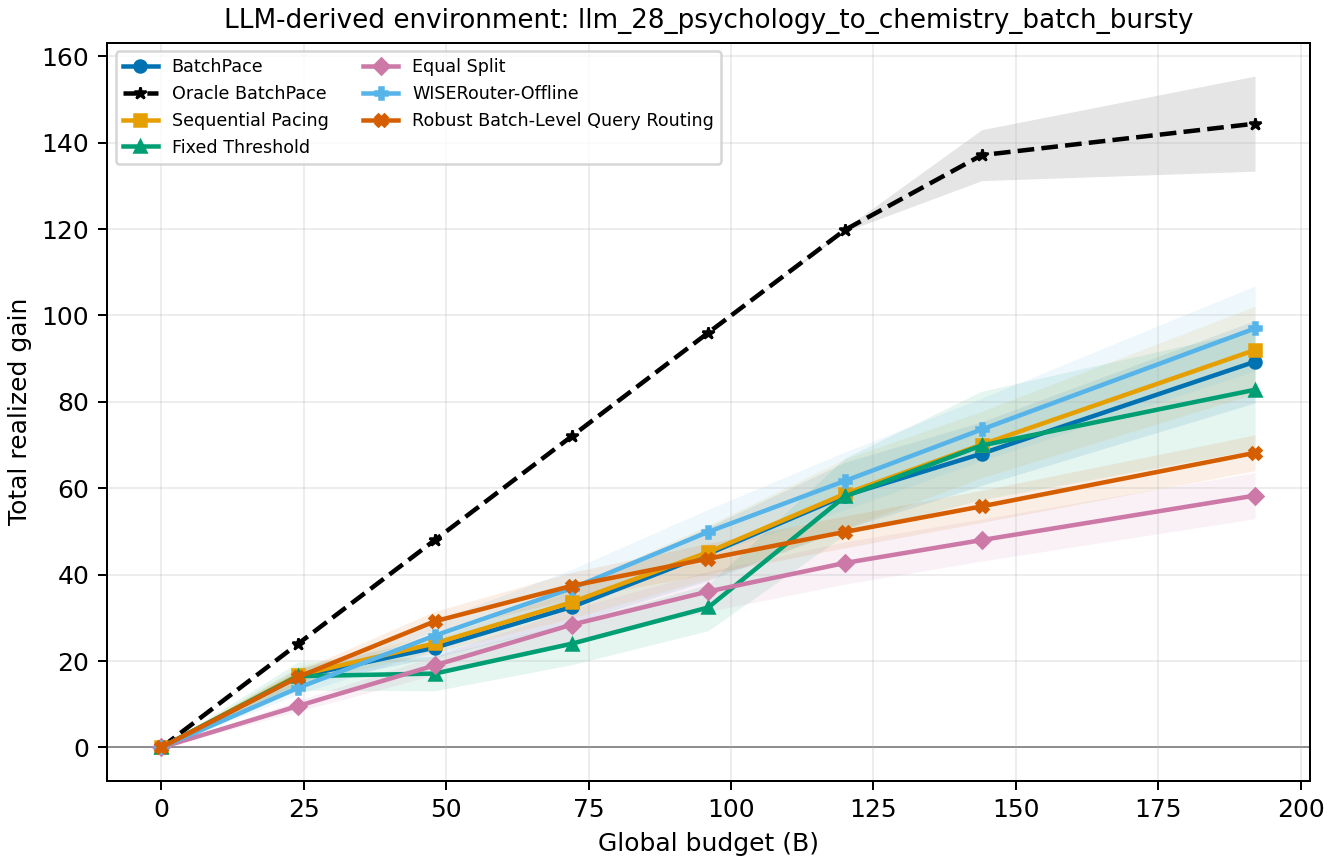 LLM-derived environment: llm_28_psychology_to_chemistry_batch_bursty
BatchPace
Oracle BatchPace
Sequential Pacing
Fixed Threshold
Equal Split
WISERouter-Offline
Robust Batch-Level Query Routing
Total realized gain
160
140
120
100
80
60
40
20
0
0 25 50 75 100 125 150 175 200
Global budget (B)